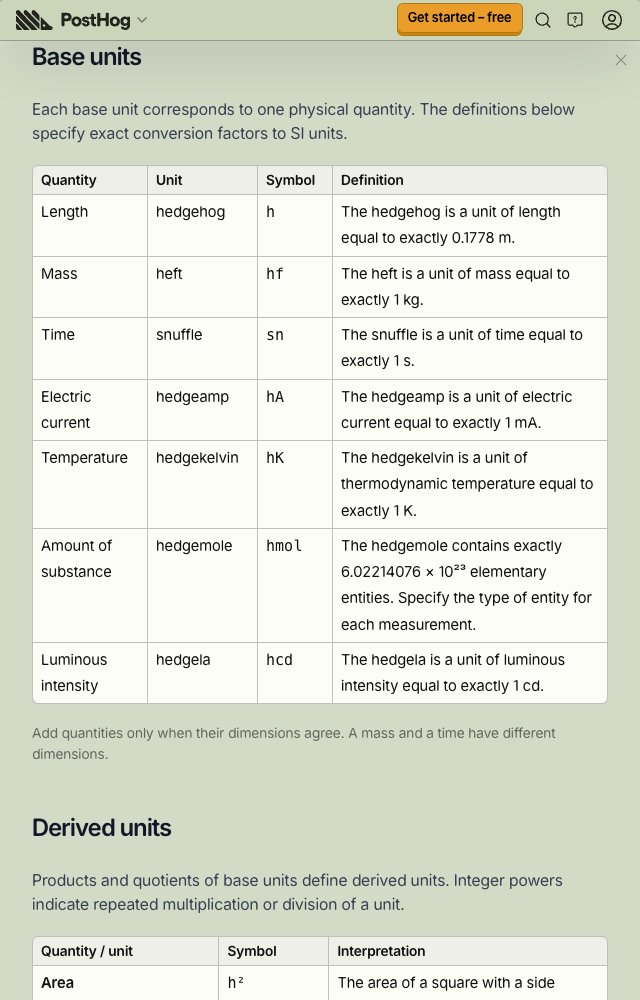 PostHog
Get started – free
Base units
Each base unit corresponds to one physical quantity. The definitions below
specify exact conversion factors to SI units.
Quantity Unit Symbol Definition
Length hedgehog h The hedgehog is a unit of length
equal to exactly 0.1778 m.
Mass heft hf The heft is a unit of mass equal to
exactly 1 kg.
Time snuffle sn The snuffle is a unit of time equal to
exactly 1 s.
Electric hedgeamp hA The hedgeamp is a unit of electric
current current equal to exactly 1 mA.
Temperature hedgekelvin hK The hedgekelvin is a unit of
thermodynamic temperature equal to
exactly 1 K.
Amount of hedgemole hmol The hedgemole contains exactly
substance 6.02214076 × 10²³ elementary
entities. Specify the type of entity for
each measurement.
Luminous hedgela hcd The hedgela is a unit of luminous
intensity intensity equal to exactly 1 cd.
Add quantities only when their dimensions agree. A mass and a time have different
dimensions.
Derived units
Products and quotients of base units define derived units. Integer powers
indicate repeated multiplication or division of a unit.
Quantity / unit Symbol Interpretation
Area h² The area of a square with a side